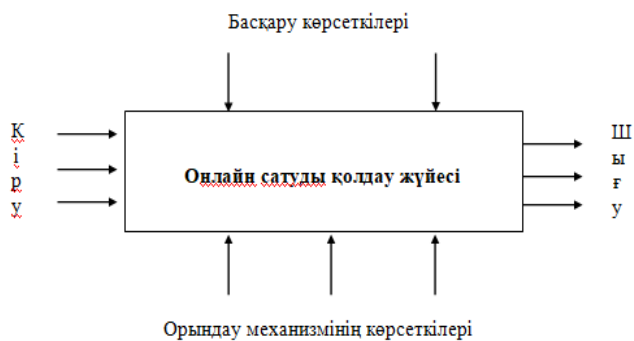 Басқару көрсеткілері
К
і
р
у
Онлайн сатуды қолдау жүйесі
Ш
ы
ғ
у
Орындау механизмінің көрсеткілері